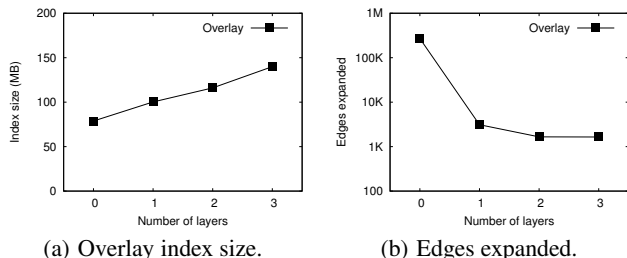 200
150
100
50
0
Index size (MB)
Overlay
0 1 2 3
Number of layers
(a) Overlay index size.
1M
100K
10K
1K
100
Edges expanded
Overlay
0 1 2 3
Number of layers
(b) Edges expanded.